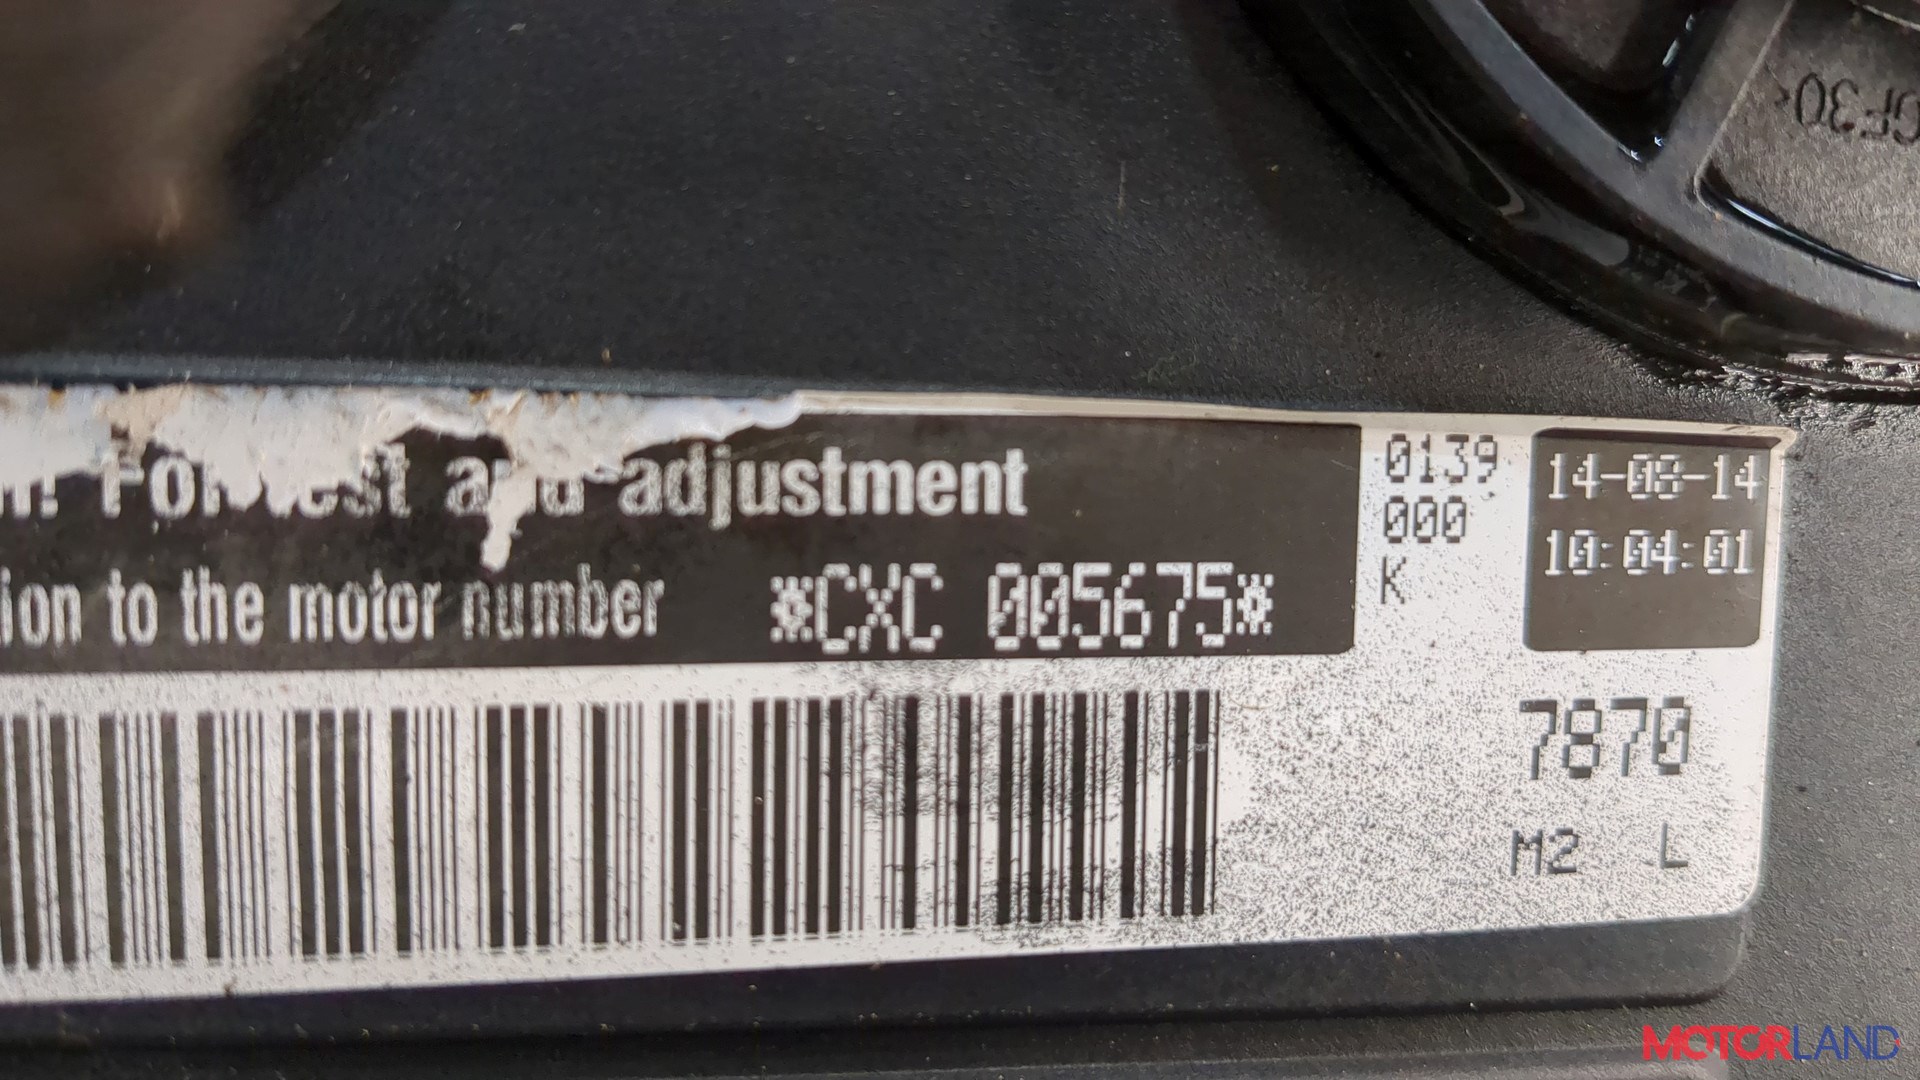 GF30<
adjustment
to the motor number
*CXC 005675*
0139
000
K
14-08-14
10:04:01
7870
M2 L
MOTORLAND